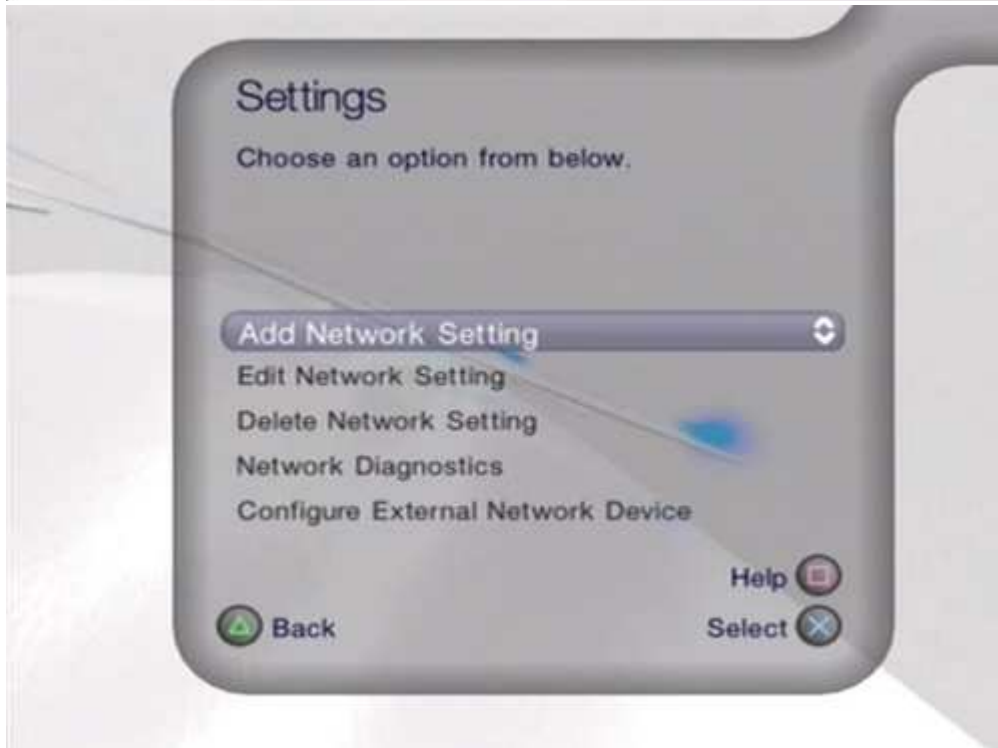 Settings
Choose an option from below.
Add Network Setting
Edit Network Setting
Delete Network Setting
Network Diagnostics
Configure External Network Device
Help
Back
Select